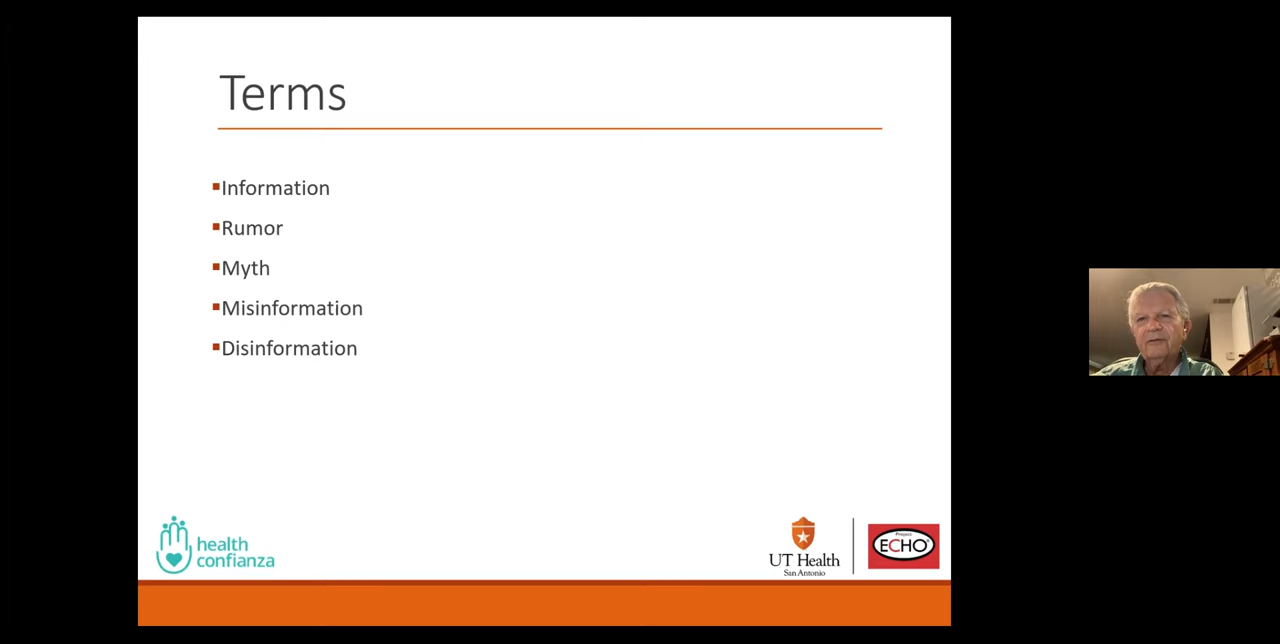 Terms
Information
Rumor
Myth
Misinformation
Disinformation
health
confianza
UT Health
San Antonio
Project
ECHO®